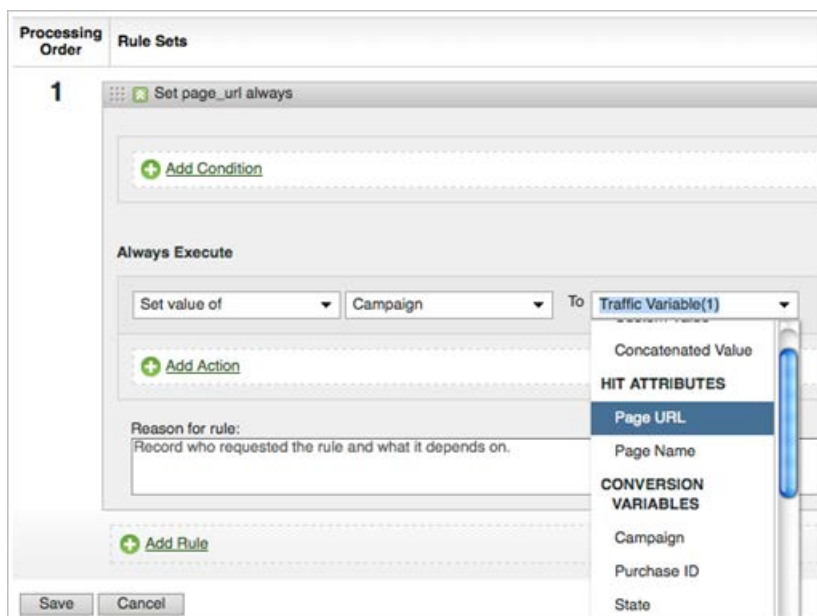 Processing Order
Rule Sets
1
Set page_url always
Add Condition
Always Execute
Set value of
Campaign
To
Traffic Variable(1)
Concatenated Value
HIT ATTRIBUTES
Page URL
Page Name
CONVERSION
VARIABLES
Campaign
Purchase ID
State
Add Action
Reason for rule:
Record who requested the rule and what it depends on.
Add Rule
Save
Cancel